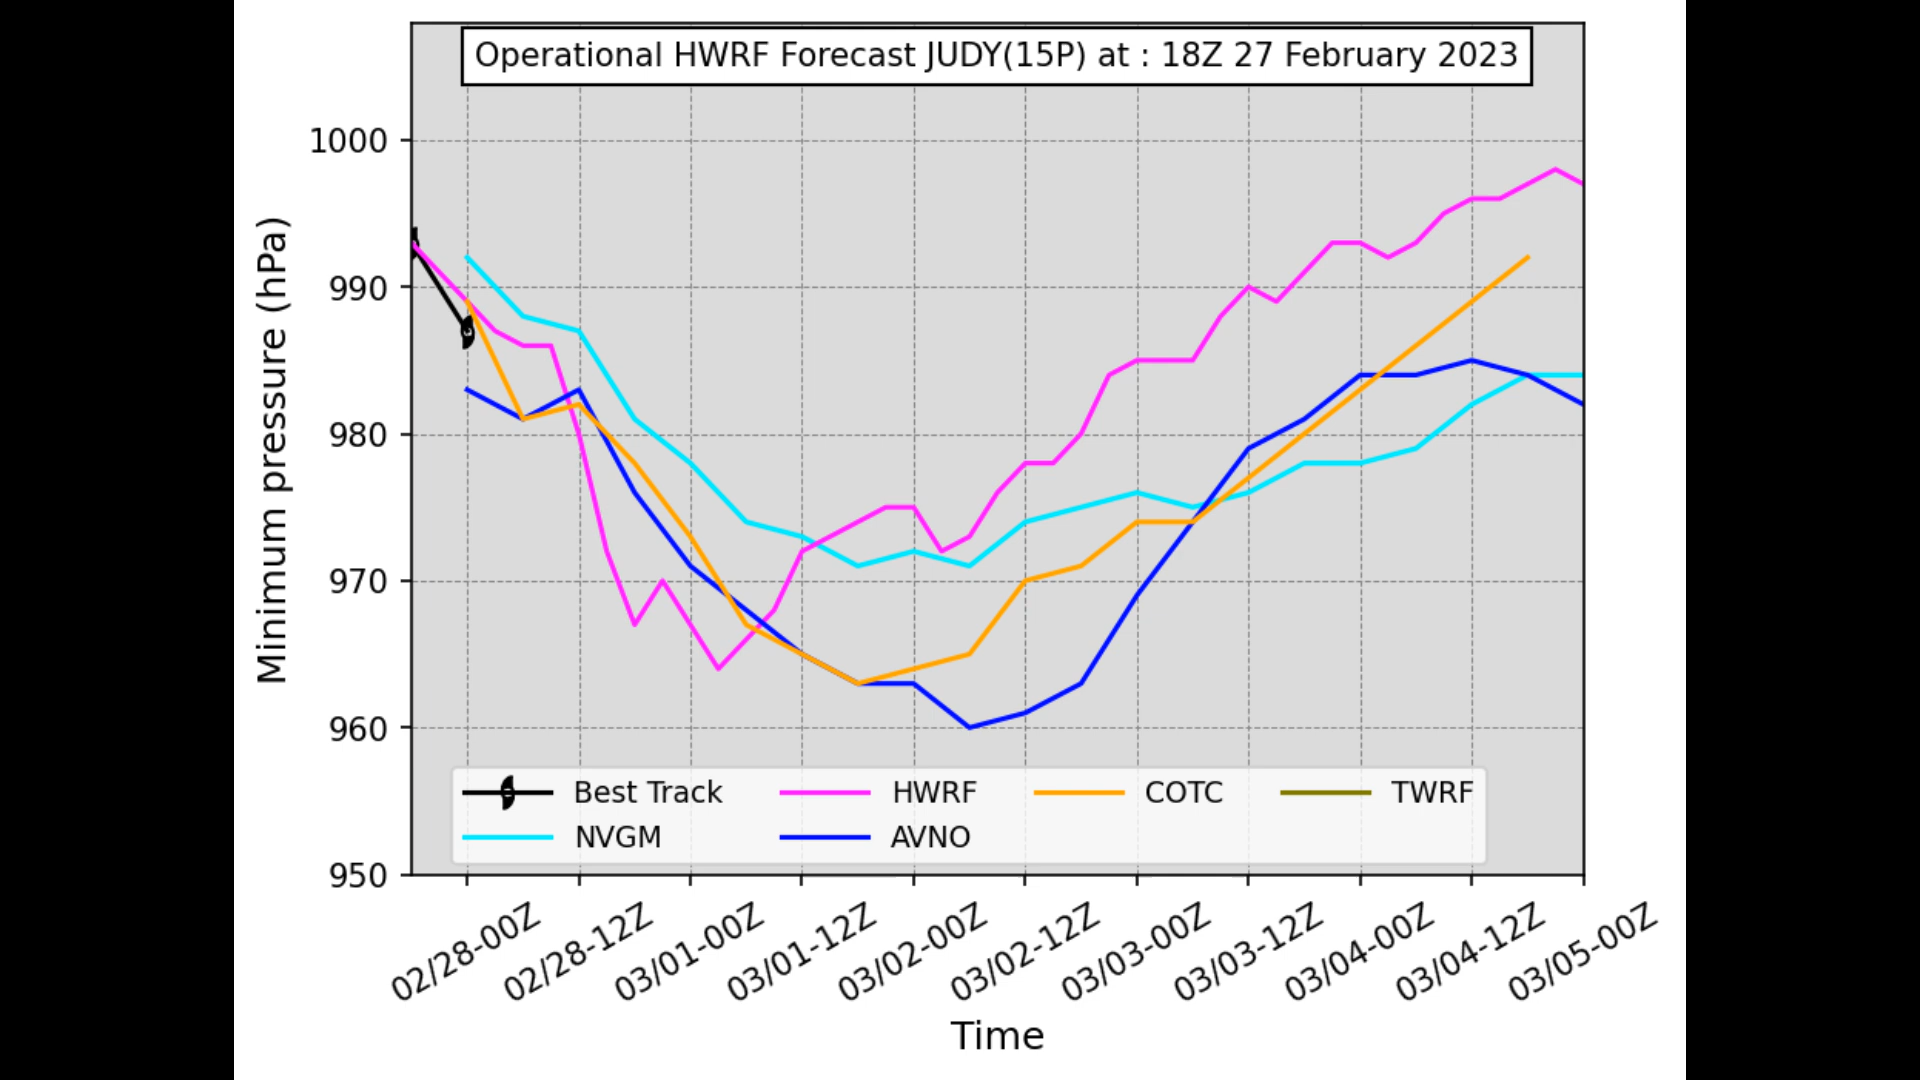 Operational HWRF Forecast JUDY(15P) at : 18Z 27 February 2023
Minimum pressure (hPa)
1000
990
980
970
960
950
Best Track
HWRF
COTC
TWRF
NVGM
AVNO
02/28-00Z
02/28-12Z
03/01-00Z
03/01-12Z
03/02-00Z
03/02-12Z
03/03-00Z
03/03-12Z
03/04-00Z
03/04-12Z
03/05-00Z
Time